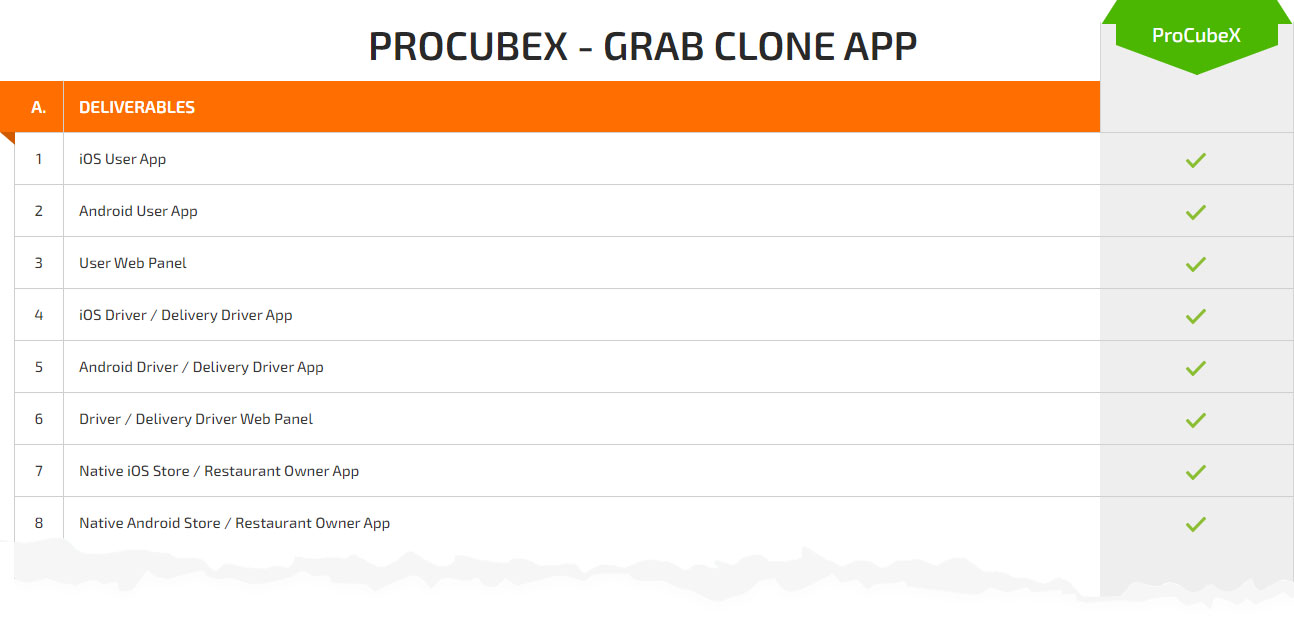 PROCUBEX - GRAB CLONE APP
ProCubeX
A. DELIVERABLES
1 iOS User App
2 Android User App
3 User Web Panel
4 iOS Driver / Delivery Driver App
5 Android Driver / Delivery Driver App
6 Driver / Delivery Driver Web Panel
7 Native iOS Store / Restaurant Owner App
8 Native Android Store / Restaurant Owner App